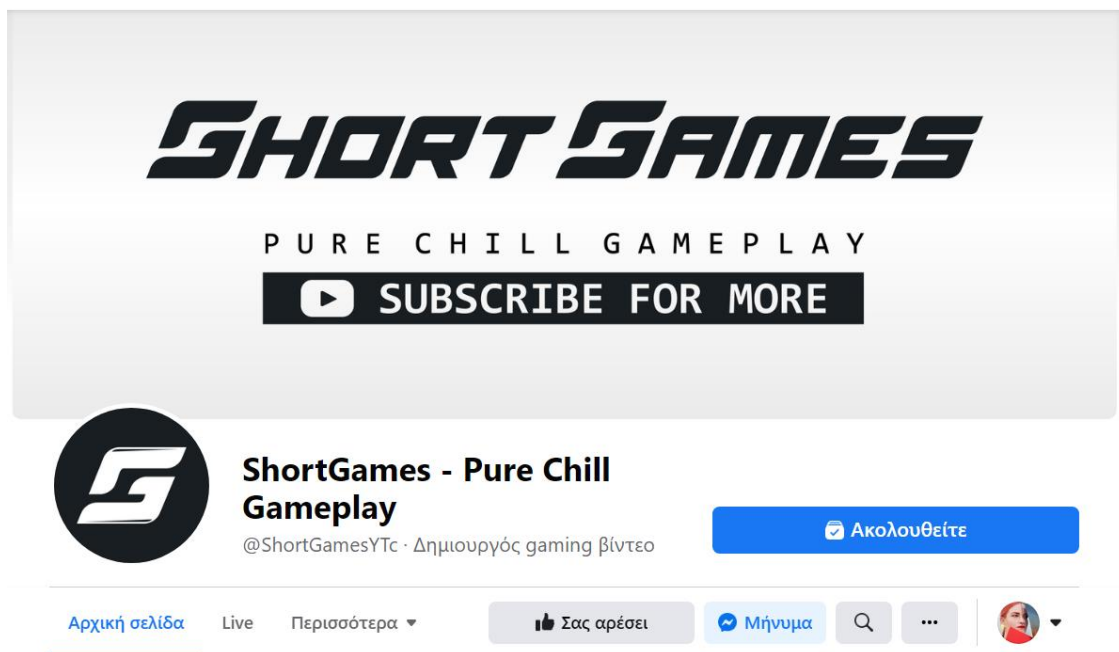 SHORT GAMES
PURE CHILL GAMEPLAY
SUBSCRIBE FOR MORE
ShortGames - Pure Chill
Gameplay
@ShortGamesYTc · Δημιουργός gaming βίντεο
Ακολουθείτε
Αρχική σελίδα Live Περισσότερα Σας αρέσει Μήνυμα